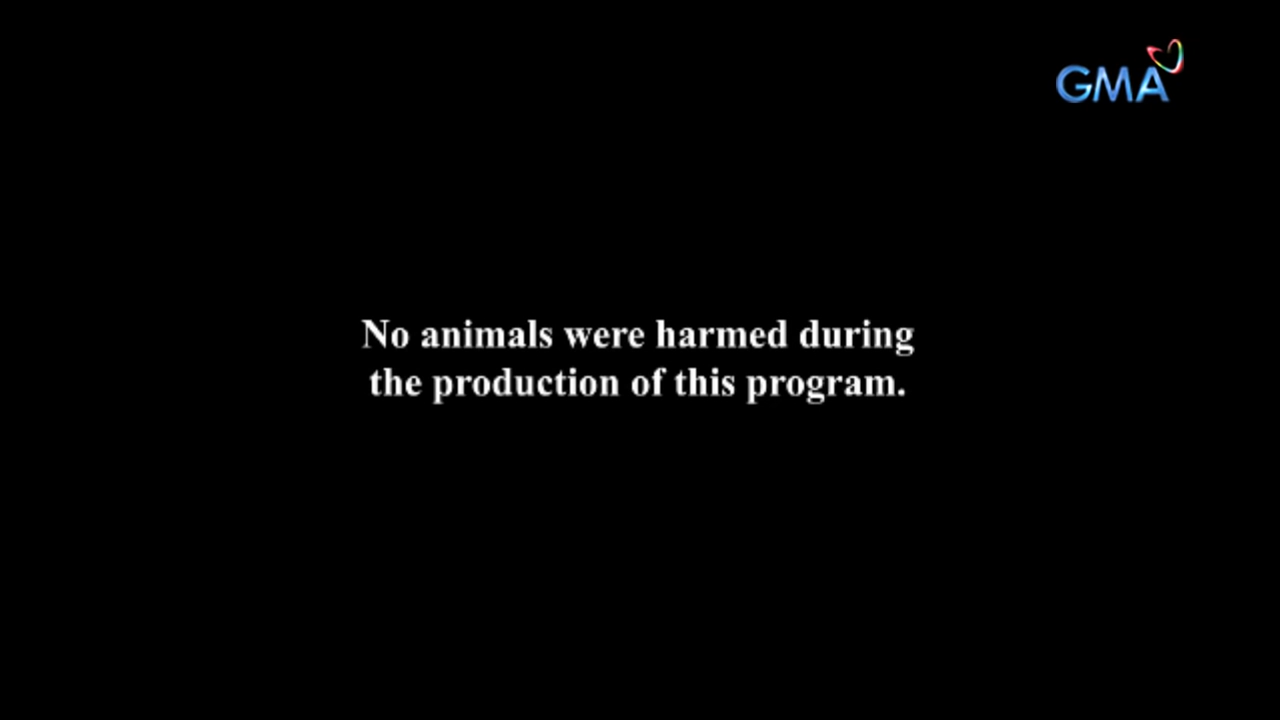 GMA
No animals were harmed during
the production of this program.